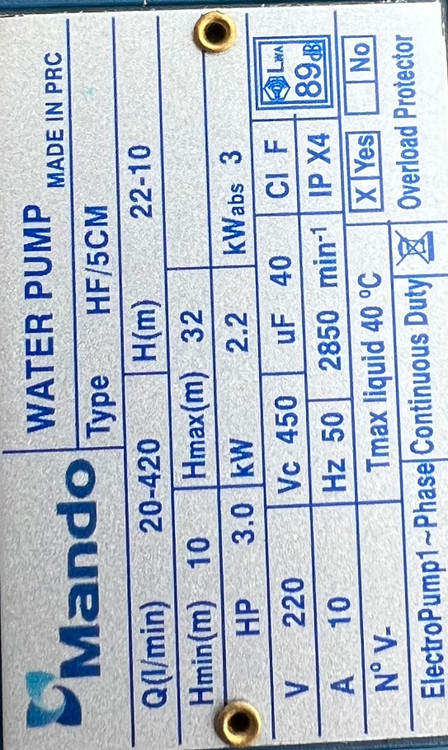 Mando
WATER PUMP
MADE IN PRC
Type HF/5CM
Q(l/min) 20-420 H(m) 22-10
Hmin(m) 10 Hmax(m) 32
HP 3.0 kW 2.2 kWabs 3
V 220 Vc 450 uF 40 Cl F
LWA 89dB
A 10 Hz 50 2850 min-¹ IP X4
N° V- Tmax liquid 40 °C X Yes No
ElectroPump1~Phase Continuous Duty Overload Protector